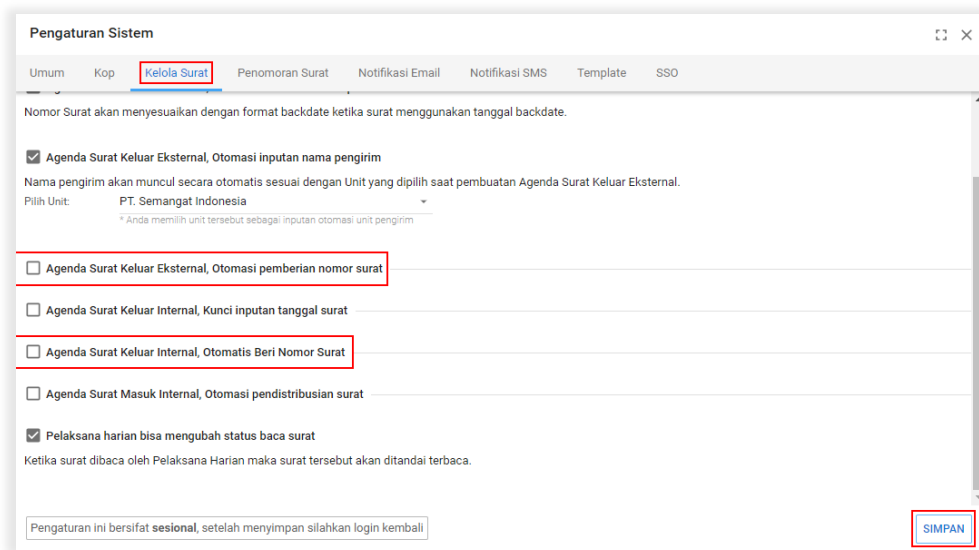 Pengaturan Sistem
Umum Kop Kelola Surat Penomoran Surat Notifikasi Email Notifikasi SMS Template SSO
Nomor Surat akan menyesuaikan dengan format backdate ketika surat menggunakan tanggal backdate.
Agenda Surat Keluar Eksternal, Otomasi inputan nama pengirim
Nama pengirim akan muncul secara otomatis sesuai dengan Unit yang dipilih saat pembuatan Agenda Surat Keluar Eksternal.
Pilih Unit: PT. Semangat Indonesia
* Anda memilih unit tersebut sebagai inputan otomasi unit pengirim
Agenda Surat Keluar Eksternal, Otomasi pemberian nomor surat
Agenda Surat Keluar Internal, Kunci inputan tanggal surat
Agenda Surat Keluar Internal, Otomatis Beri Nomor Surat
Agenda Surat Masuk Internal, Otomasi pendistribusian surat
Pelaksana harian bisa mengubah status baca surat
Ketika surat dibaca oleh Pelaksana Harian maka surat tersebut akan ditandai terbaca.
Pengaturan ini bersifat sesional, setelah menyimpan silahkan login kembali
SIMPAN